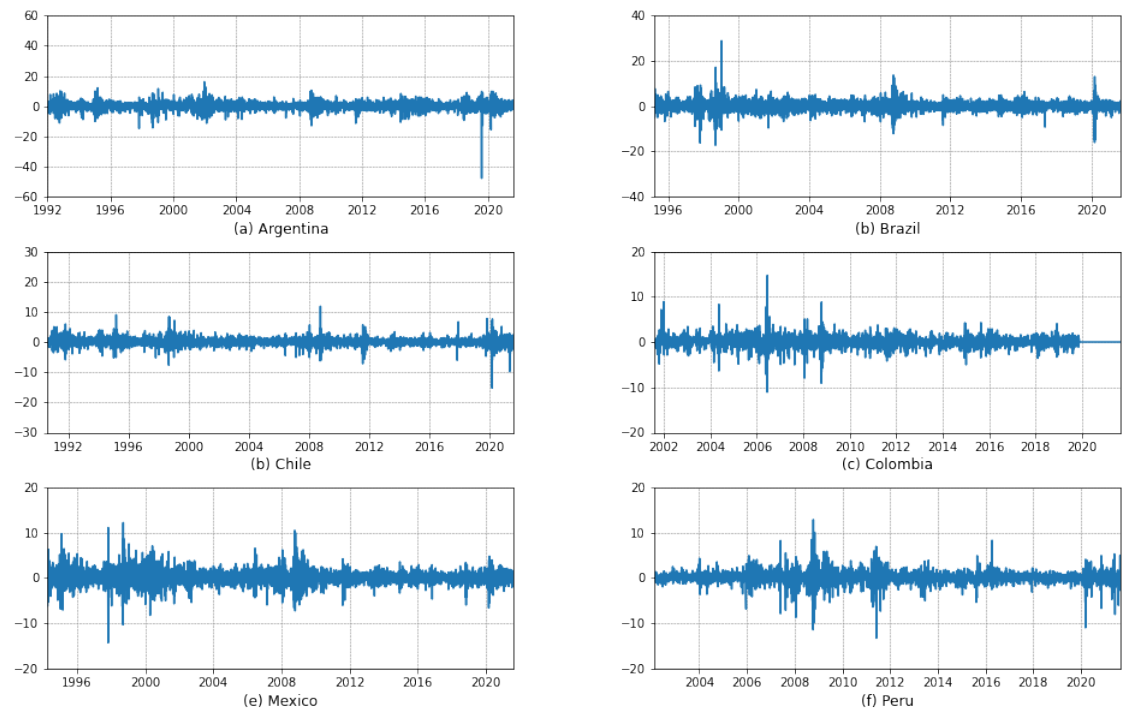 60
40
20
0
−20
−40
−60
1992 1996 2000 2004 2008 2012 2016 2020
(a) Argentina
40
20
0
−20
−40
1996 2000 2004 2008 2012 2016 2020
(b) Brazil
30
20
10
0
−10
−20
−30
1992 1996 2000 2004 2008 2012 2016 2020
(b) Chile
20
10
0
−10
−20
2002 2004 2006 2008 2010 2012 2014 2016 2018 2020
(c) Colombia
20
10
0
−10
−20
1996 2000 2004 2008 2012 2016 2020
(e) Mexico
20
10
0
−10
−20
2004 2006 2008 2010 2012 2014 2016 2018 2020
(f) Peru